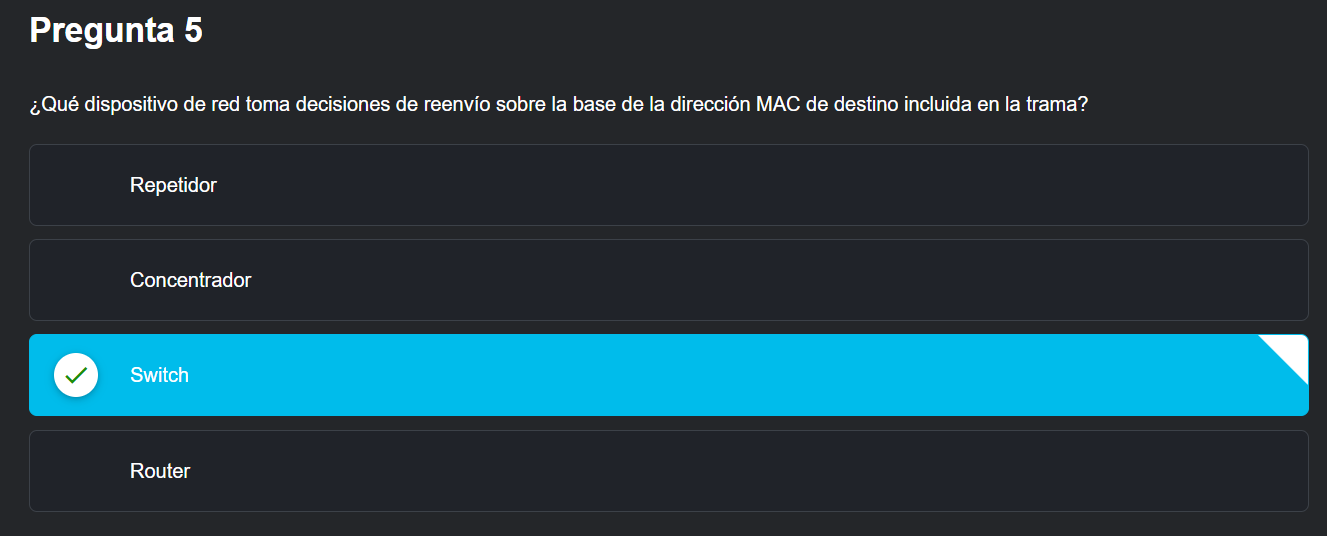 Pregunta 5
¿Qué dispositivo de red toma decisiones de reenvío sobre la base de la dirección MAC de destino incluida en la trama?
Repetidor
Concentrador
Switch
Router